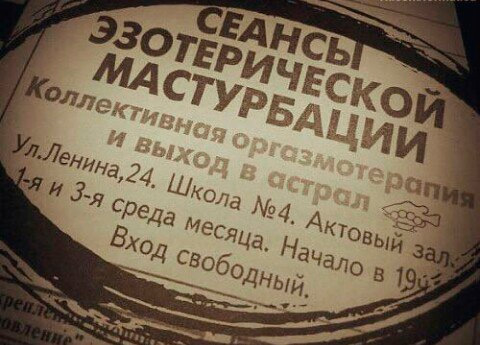 СЕАНСЫ
ЭЗОТЕРИЧЕСКОЙ
МАСТУРБАЦИИ
Коллективная оргазмотерапия
и выход в астрал
Ул.Ленина,24. Школа №4. Актовый зал.
1-я и 3-я среда месяца. Начало в 19ч.
Вход свободный.